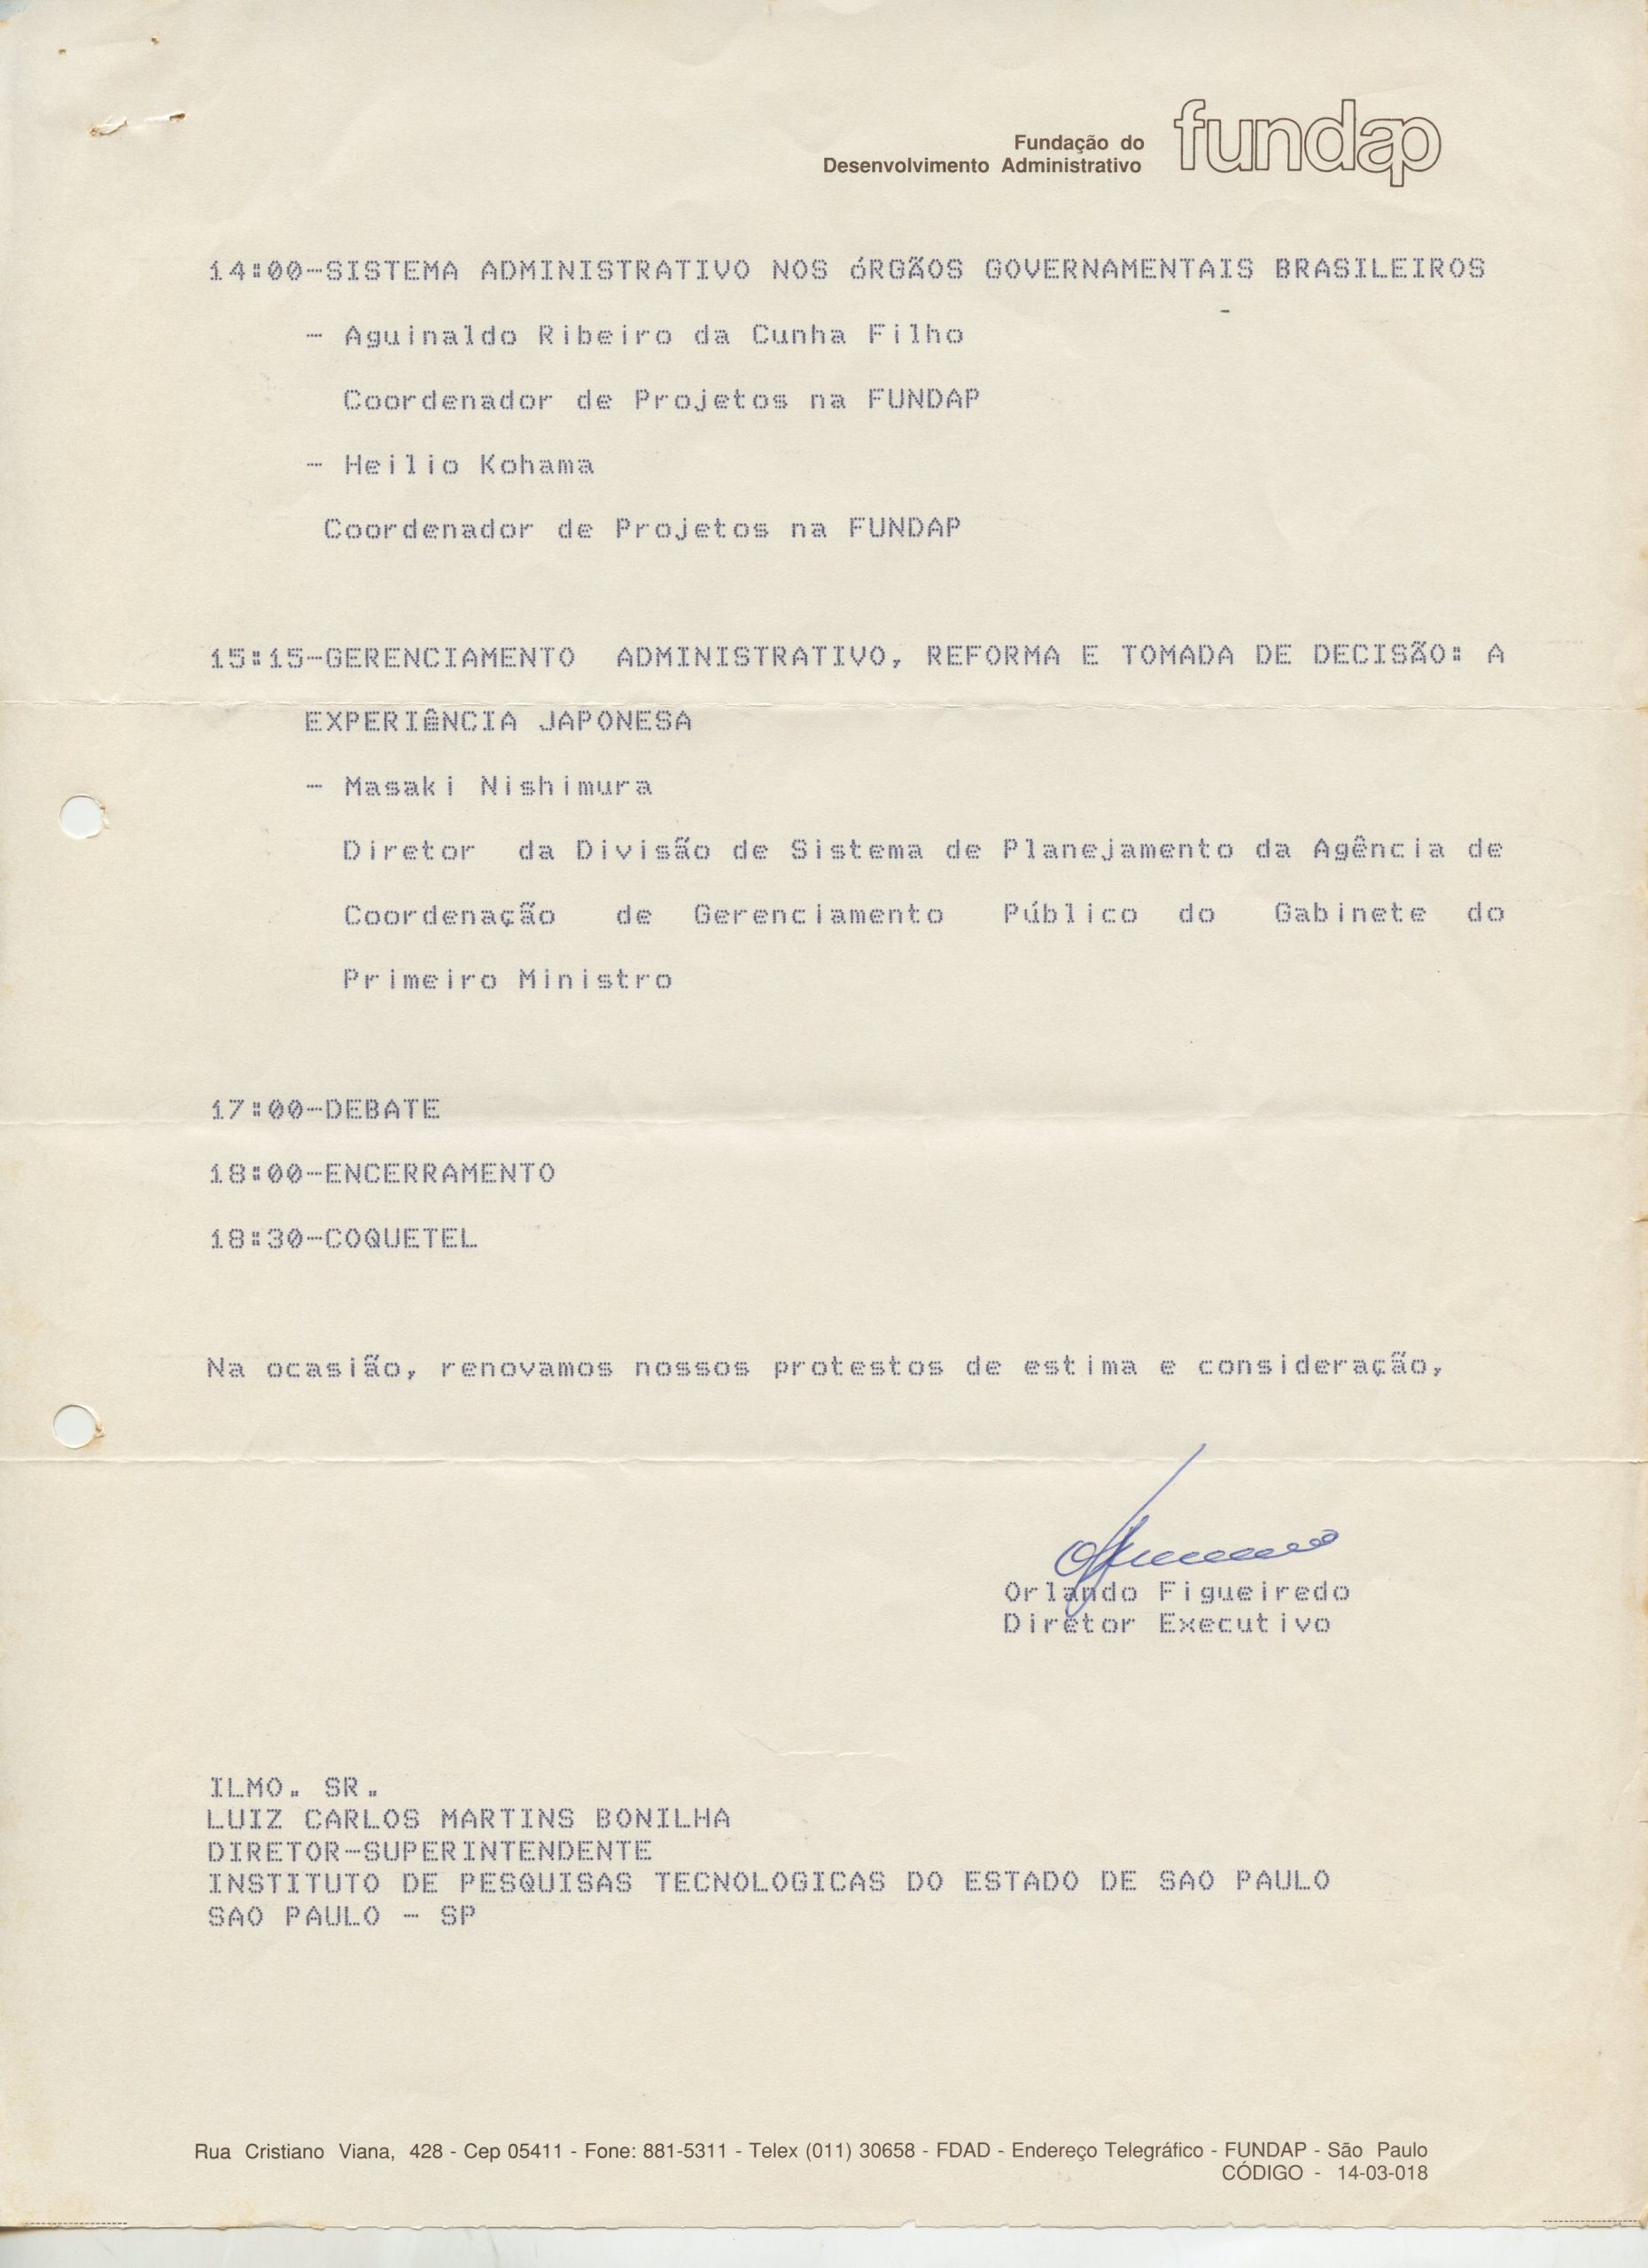 Fundação do
Desenvolvimento Administrativo
fundap
14:00-SISTEMA ADMINISTRATIVO NOS óRGÃOS GOVERNAMENTAIS BRASILEIROS
- Aguinaldo Ribeiro da Cunha Filho
Coordenador de Projetos na FUNDAP
- Heilio Kohama
Coordenador de Projetos na FUNDAP
15:15-GERENCIAMENTO ADMINISTRATIVO, REFORMA E TOMADA DE DECISÃO: A
EXPERIÊNCIA JAPONESA
- Masaki Nishimura
Diretor da Divisão de Sistema de Planejamento da Agência de
Coordenação de Gerenciamento Público do Gabinete do
Primeiro Ministro
17:00-DEBATE
18:00-ENCERRAMENTO
18:30-COQUETEL
Na ocasião, renovamos nossos protestos de estima e consideração,
Orlando Figueiredo
Diretor Executivo
ILMO. SR.
LUIZ CARLOS MARTINS BONILHA
DIRETOR-SUPERINTENDENTE
INSTITUTO DE PESQUISAS TECNOLOGICAS DO ESTADO DE SAO PAULO
SAO PAULO - SP
Rua Cristiano Viana, 428 - Cep 05411 - Fone: 881-5311 - Telex (011) 30658 - FDAD - Endereço Telegráfico - FUNDAP - São Paulo
CÓDIGO - 14-03-018